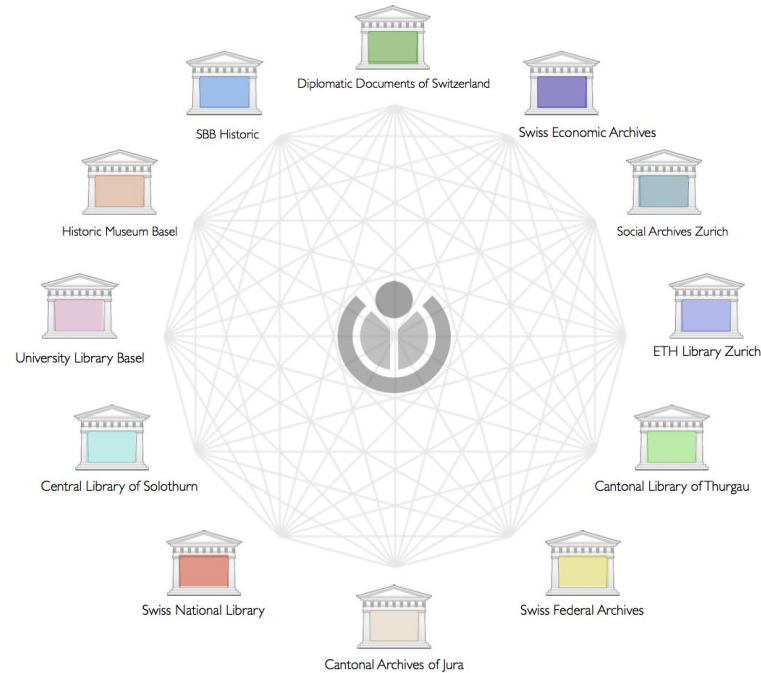 Diplomatic Documents of Switzerland
SBB Historic
Swiss Economic Archives
Historic Museum Basel
Social Archives Zurich
University Library Basel
ETH Library Zurich
Central Library of Solothurn
Cantonal Library of Thurgau
Swiss National Library
Swiss Federal Archives
Cantonal Archives of Jura